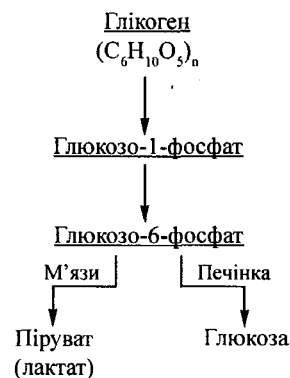 Глікоген
(C₆H₁₀O₅)ₙ
Глюкозо-1-фосфат
Глюкозо-6-фосфат
М’язи Печінка
Піруват Глюкоза
(лактат)